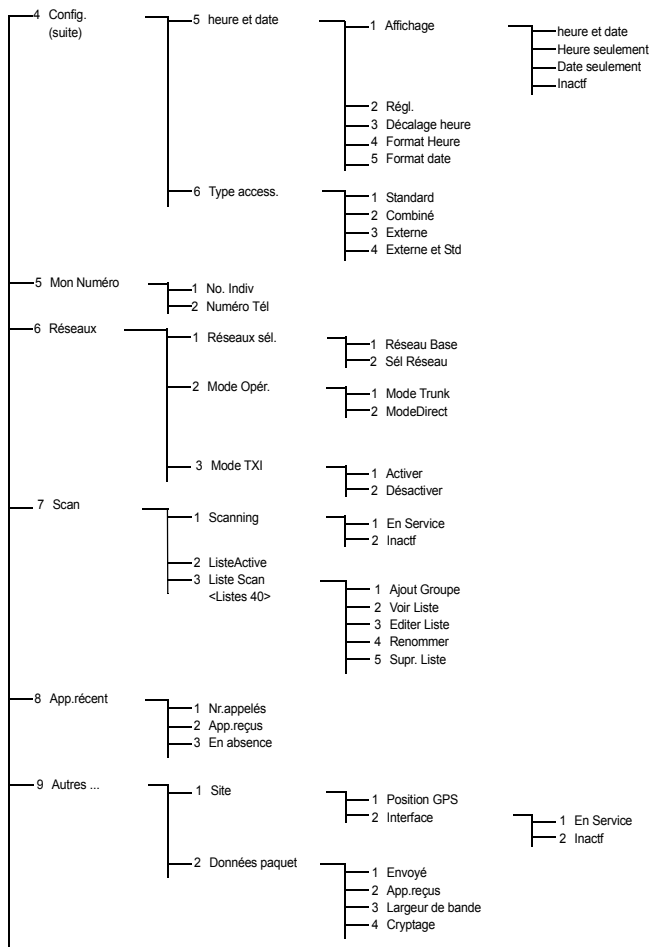 4 Config.
(suite)
5 heure et date
1 Affichage
heure et date
Heure seulement
Date seulement
Inactf
2 Régl.
3 Décalage heure
4 Format Heure
5 Format date
6 Type access.
1 Standard
2 Combiné
3 Externe
4 Externe et Std
5 Mon Numéro
1 No. Indiv
2 Numéro Tél
6 Réseaux
1 Réseaux sél.
1 Réseau Base
2 Sél Réseau
2 Mode Opér.
1 Mode Trunk
2 ModeDirect
3 Mode TXI
1 Activer
2 Désactiver
7 Scan
1 Scanning
1 En Service
2 Inactf
2 ListeActive
3 Liste Scan
<Listes 40>
1 Ajout Groupe
2 Voir Liste
3 Editer Liste
4 Renommer
5 Supr. Liste
8 App.récent
1 Nr.appelés
2 App.reçus
3 En absence
9 Autres ...
1 Site
1 Position GPS
2 Interface
1 En Service
2 Inactf
2 Données paquet
1 Envoyé
2 App.reçus
3 Largeur de bande
4 Cryptage